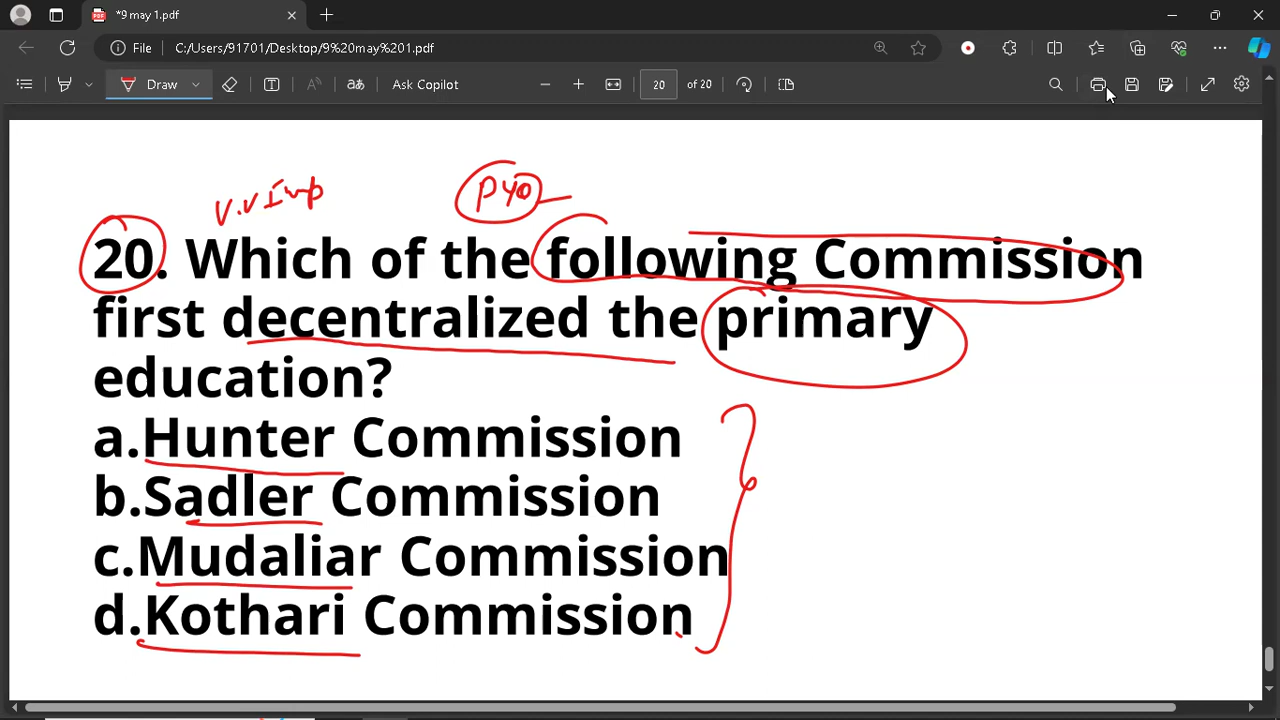 *9 may 1.pdf
File C:/Users/91701/Desktop/9%20may%201.pdf
Draw Ask Copilot 20 of 20
V.V Imp PYQ
20. Which of the following Commission
first decentralized the primary
education?
a.Hunter Commission
b.Sadler Commission
c.Mudaliar Commission
d.Kothari Commission